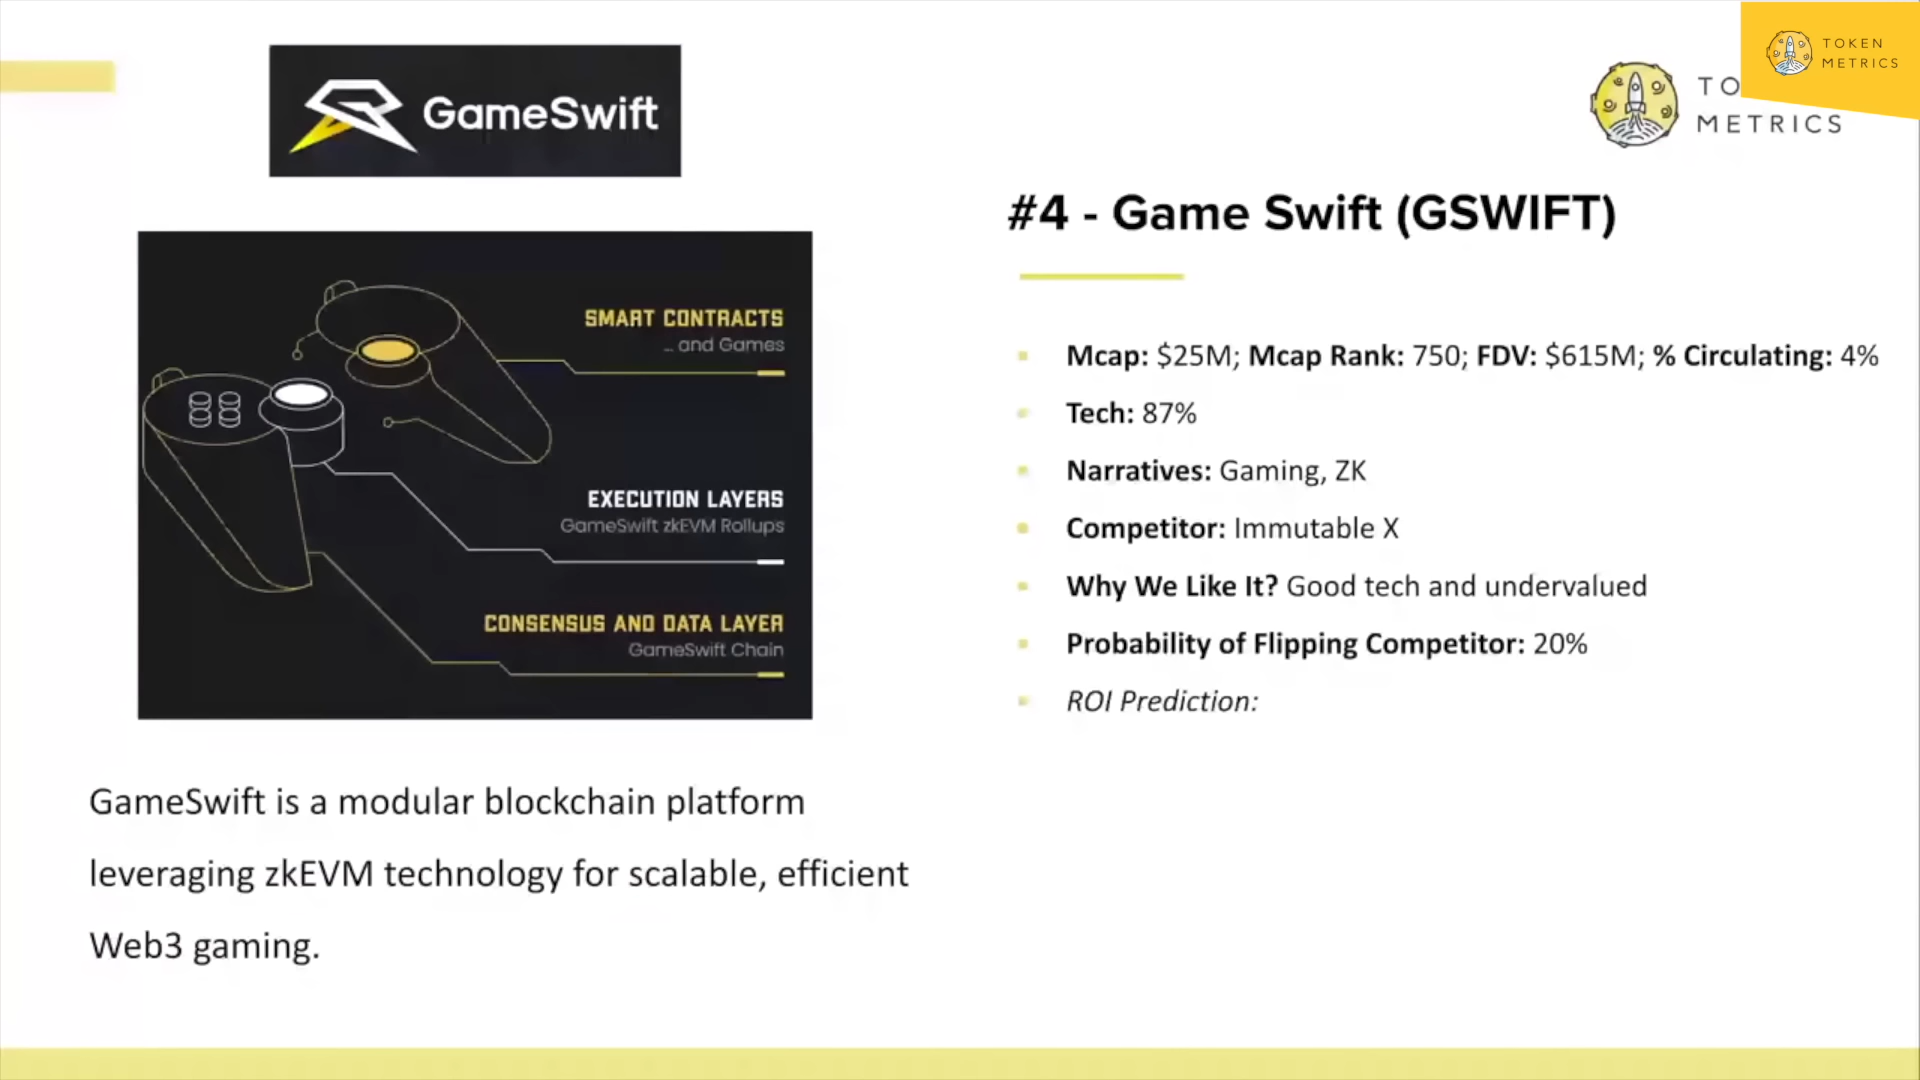 GameSwift
TOKEN
METRICS
TO
METRICS
#4 - Game Swift (GSWIFT)
SMART CONTRACTS
... and Games
EXECUTION LAYERS
GameSwift zkEVM Rollups
CONSENSUS AND DATA LAYER
GameSwift Chain
Mcap: $25M; Mcap Rank: 750; FDV: $615M; % Circulating: 4%
Tech: 87%
Narratives: Gaming, ZK
Competitor: Immutable X
Why We Like It? Good tech and undervalued
Probability of Flipping Competitor: 20%
ROI Prediction:
GameSwift is a modular blockchain platform
leveraging zkEVM technology for scalable, efficient
Web3 gaming.